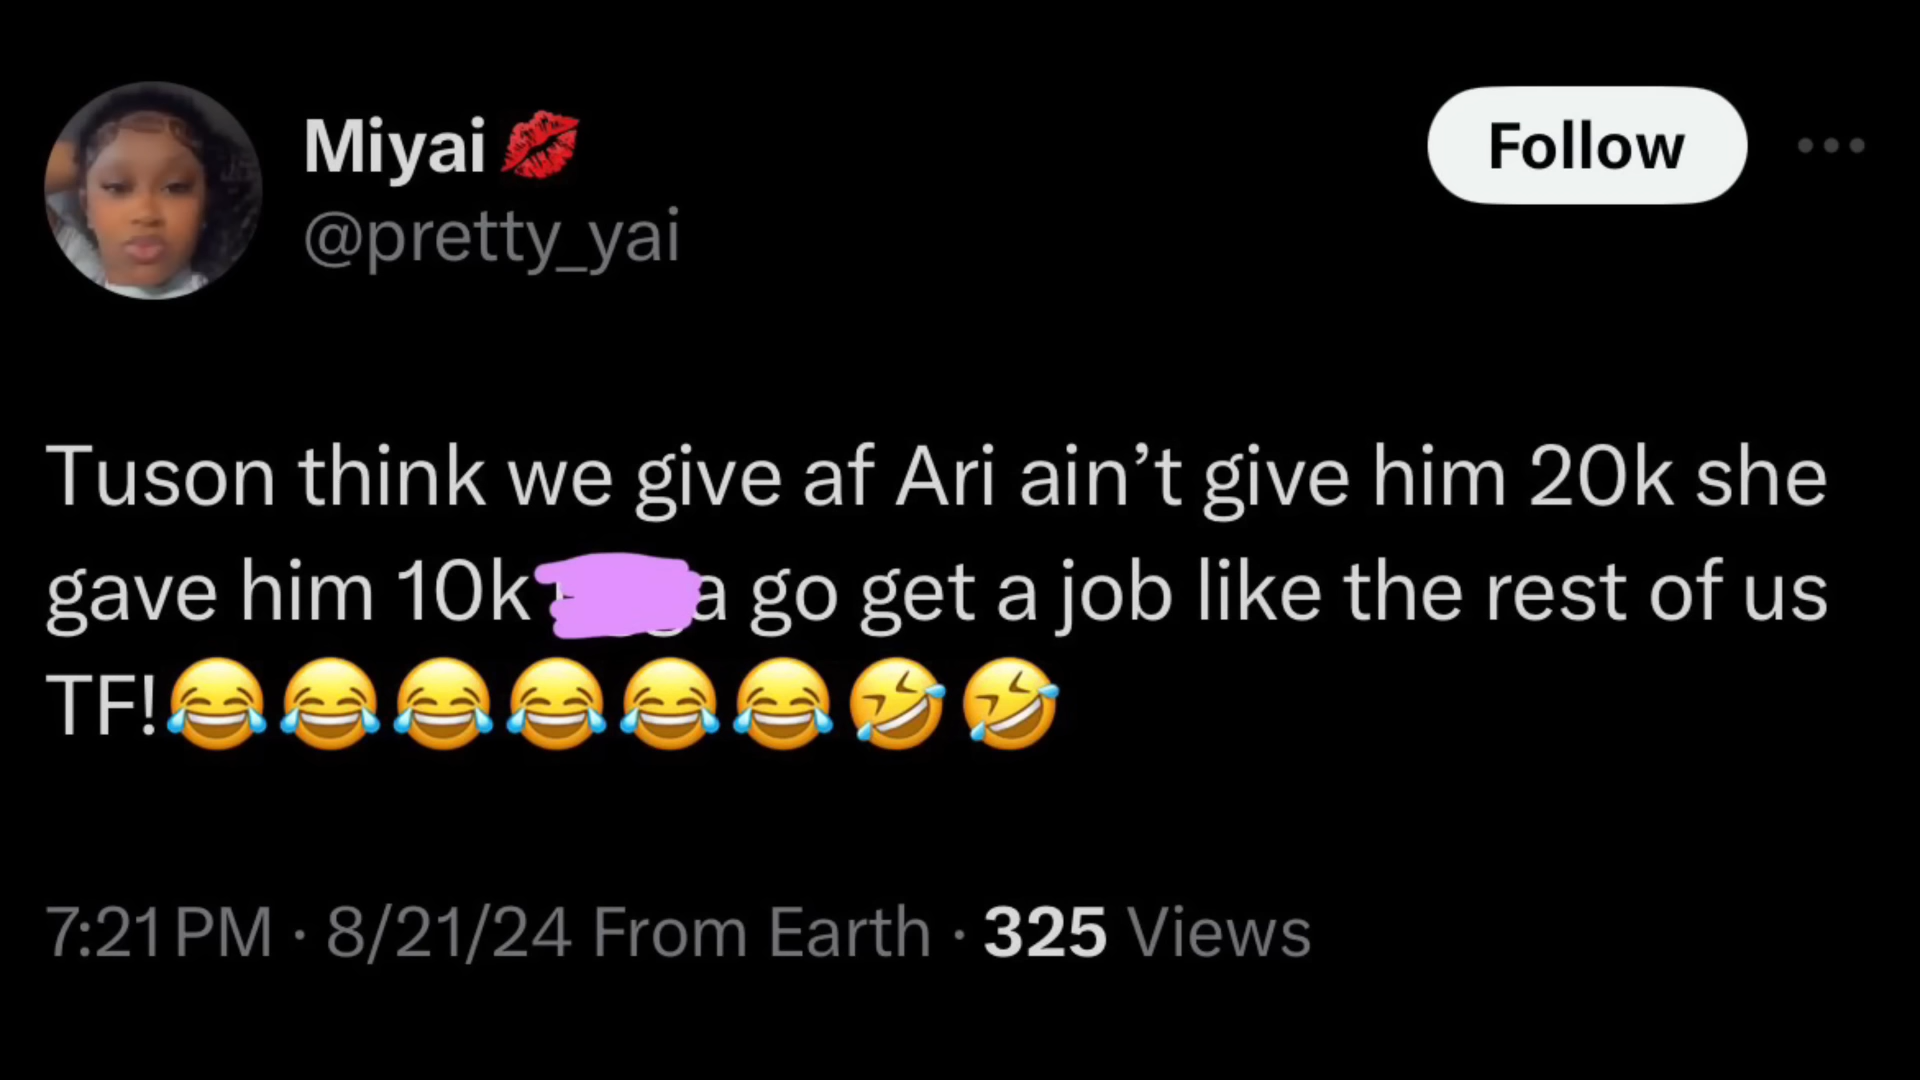 Miyai💋
@pretty_yai
Follow
Tuson think we give af Ari ain’t give him 20k she
gave him 10k go get a job like the rest of us
TF!😂😂😂😂😂😂🤣🤣
7:21 PM · 8/21/24 From Earth · 325 Views